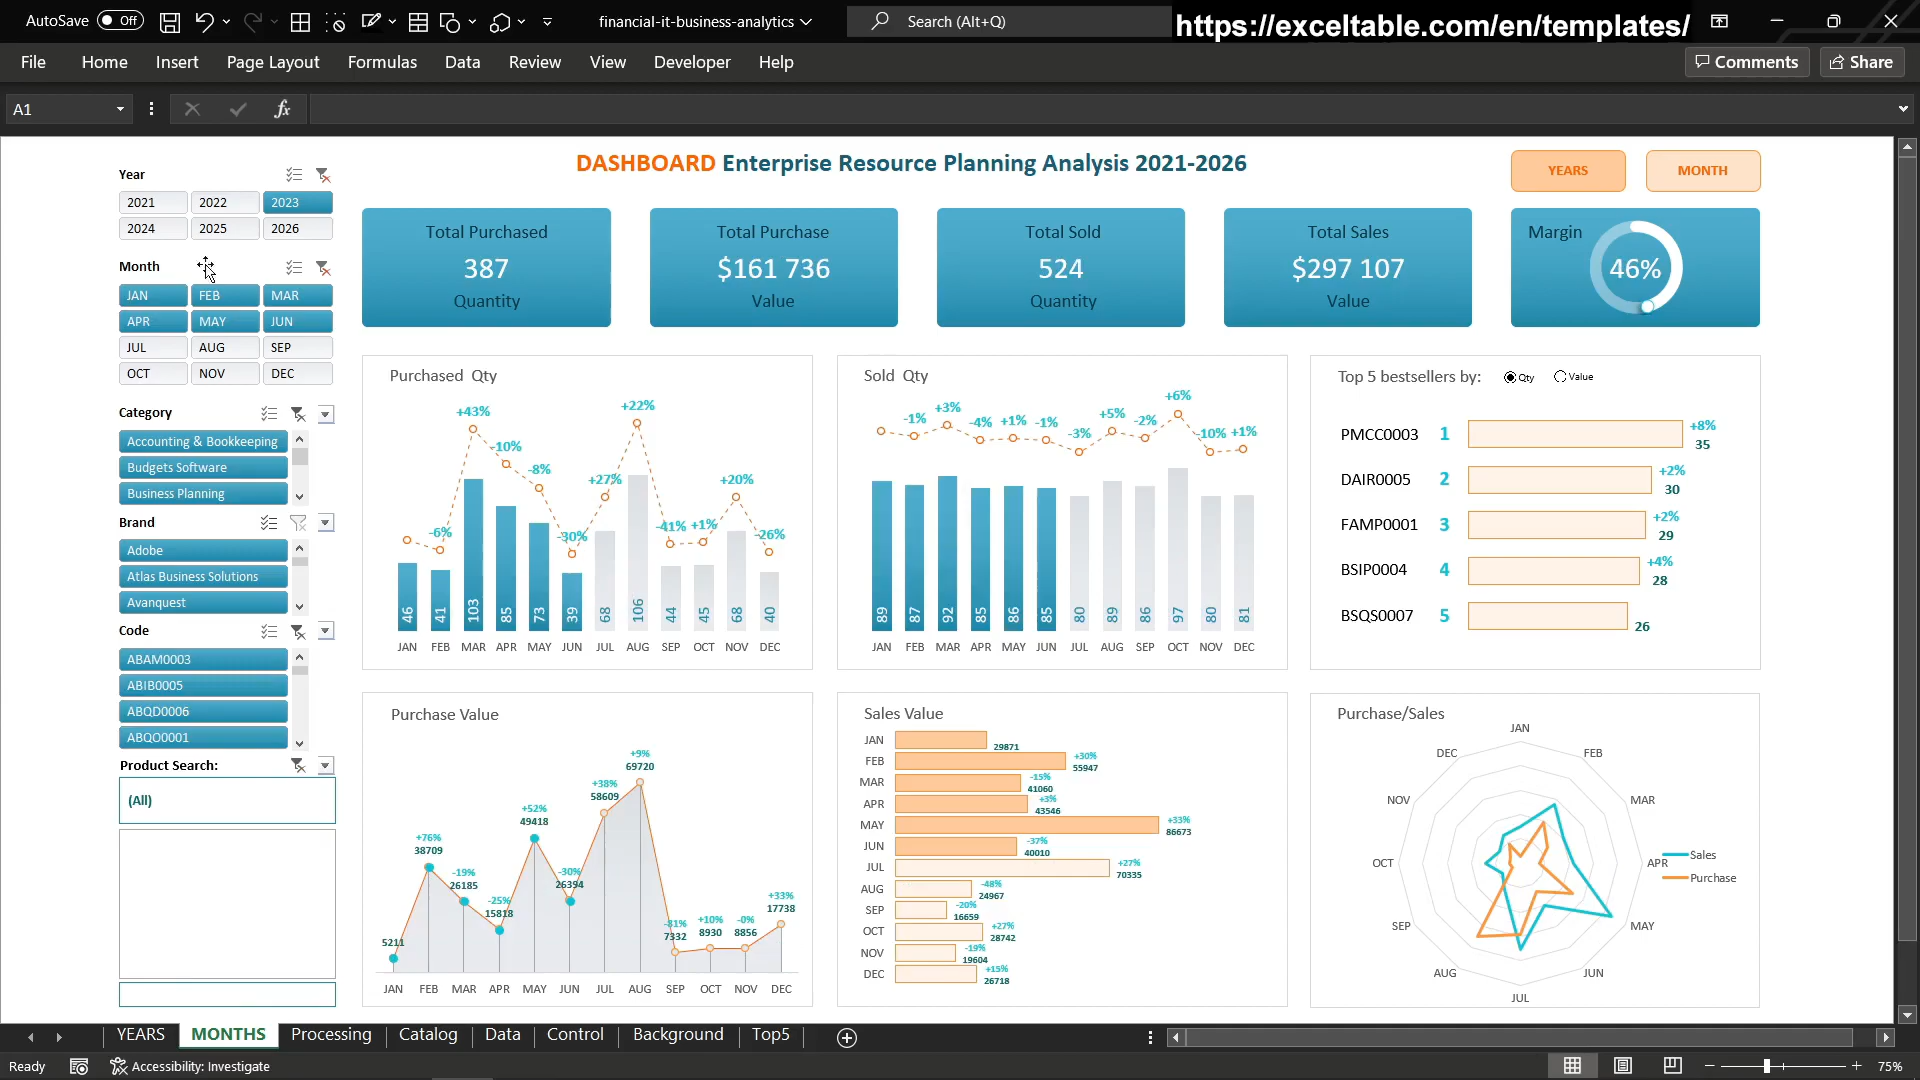 AutoSave Off financial-it-business-analytics Search (Alt+Q) https://exceltable.com/en/templates/
File Home Insert Page Layout Formulas Data Review View Developer Help Comments Share
A1 fx
DASHBOARD Enterprise Resource Planning Analysis 2021-2026
YEARS MONTH
Year
2021 2022 2023
2024 2025 2026
Month
JAN FEB MAR
APR MAY JUN
JUL AUG SEP
OCT NOV DEC
Category
Accounting & Bookkeeping
Budgets Software
Business Planning
Brand
Adobe
Atlas Business Solutions
Avanquest
Code
ABAM0003
ABIB0005
ABQD0006
ABQO0001
Product Search:
(All)
Total Purchased
387
Quantity
Total Purchase
$161 736
Value
Total Sold
524
Quantity
Total Sales
$297 107
Value
Margin
46%
Purchased Qty
-6% +43% -10% -8% -30% +27% +22% -41% +1% +20% -26%
46 41 103 85 73 39 68 106 44 45 68 40
JAN FEB MAR APR MAY JUN JUL AUG SEP OCT NOV DEC
Sold Qty
-1% +3% -4% +1% -1% -3% +5% -2% +6% -10% +1%
89 87 92 85 86 85 80 89 86 97 80 81
JAN FEB MAR APR MAY JUN JUL AUG SEP OCT NOV DEC
Top 5 bestsellers by: Qty Value
PMCC0003 1 +8% 35
DAIR0005 2 +2% 30
FAMP0001 3 +2% 29
BSIP0004 4 +4% 28
BSQS0007 5 26
Purchase Value
+76% -19% -25% +52% -30% +38% +9% -81% +10% -0% +33%
5211 38709 26185 15818 49418 26394 58609 69720 7332 8930 8856 17738
JAN FEB MAR APR MAY JUN JUL AUG SEP OCT NOV DEC
Sales Value
JAN 29871
FEB +30% 55947
MAR -15% 41060
APR +3% 43546
MAY +33% 86673
JUN -37% 40010
JUL +27% 70335
AUG -48% 24967
SEP -20% 16659
OCT +27% 28742
NOV -19% 19604
DEC +15% 26718
Purchase/Sales
JAN
FEB
MAR
APR
MAY
JUN
JUL
AUG
SEP
OCT
NOV
DEC
Sales
Purchase
YEARS MONTHS Processing Catalog Data Control Background Top5
Ready Accessibility: Investigate 75%